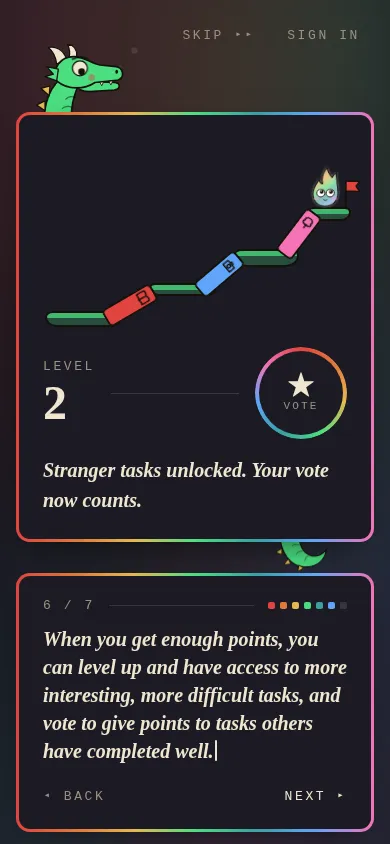 SKIP
SIGN IN
B
LEVEL
2
VOTE
Stranger tasks unlocked. Your vote
now counts.
6 / 7
When you get enough points, you
can level up and have access to more
interesting, more difficult tasks, and
vote to give points to tasks others
have completed well.
BACK
NEXT